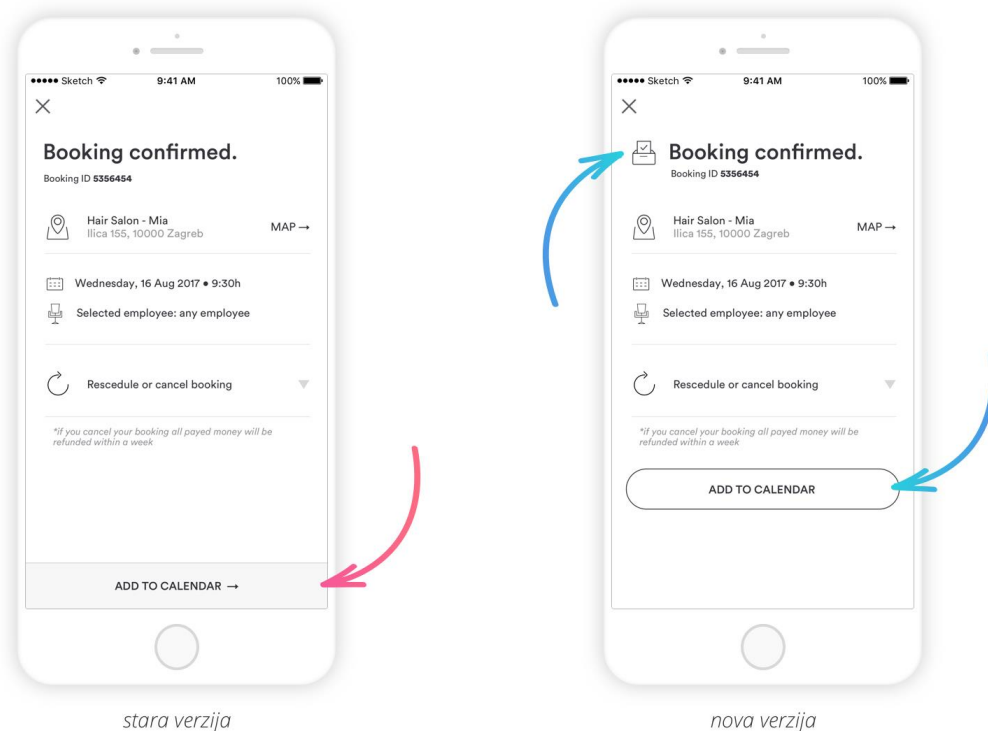 ●●●●● Sketch 9:41 AM 100%
Booking confirmed.
Booking ID 5356454
Hair Salon - Mia
Ilica 155, 10000 Zagreb
MAP →
Wednesday, 16 Aug 2017 • 9:30h
Selected employee: any employee
Rescedule or cancel booking
*if you cancel your booking all payed money will be
refunded within a week
ADD TO CALENDAR →
stara verzija
●●●●● Sketch 9:41 AM 100%
Booking confirmed.
Booking ID 5356454
Hair Salon - Mia
Ilica 155, 10000 Zagreb
MAP →
Wednesday, 16 Aug 2017 • 9:30h
Selected employee: any employee
Rescedule or cancel booking
*if you cancel your booking all payed money will be
refunded within a week
ADD TO CALENDAR
nova verzija